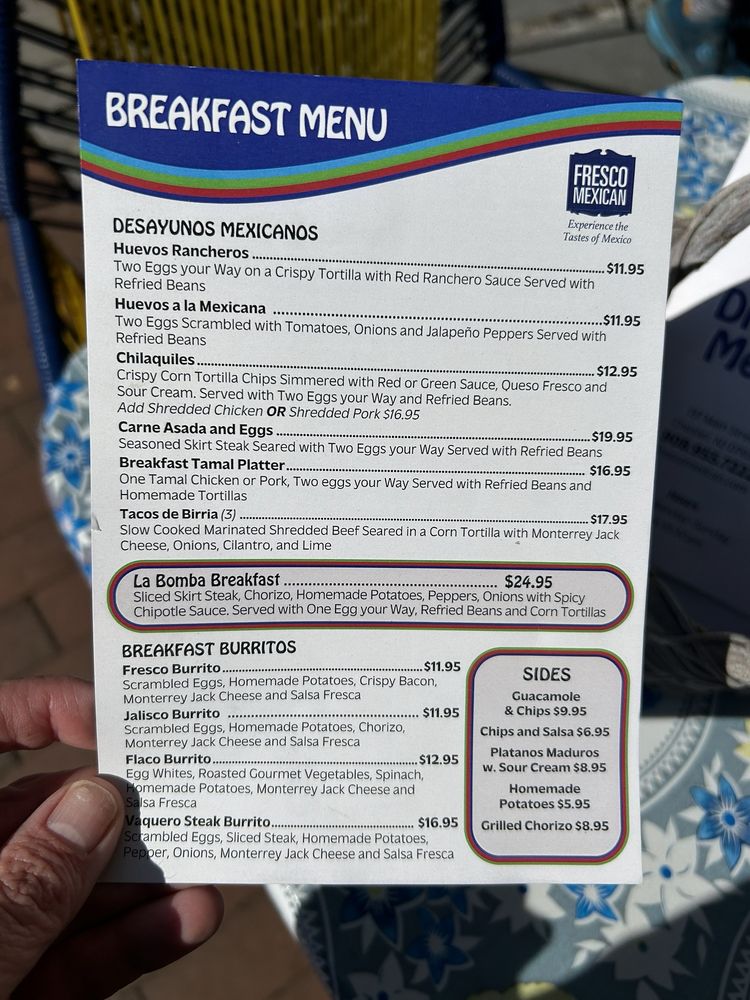 BREAKFAST MENU
FRESCO
MEXICAN
Experience the
Tastes of Mexico
DESAYUNOS MEXICANOS
Huevos Rancheros ........ $11.95
Two Eggs your Way on a Crispy Tortilla with Red Ranchero Sauce Served with
Refried Beans
Huevos a la Mexicana ........ $11.95
Two Eggs Scrambled with Tomatoes, Onions and Jalapeño Peppers Served with
Refried Beans
Chilaquiles ........ $12.95
Crispy Corn Tortilla Chips Simmered with Red or Green Sauce, Queso Fresco and
Sour Cream. Served with Two Eggs your Way and Refried Beans.
Add Shredded Chicken OR Shredded Pork $16.95
Carne Asada and Eggs ........ $19.95
Seasoned Skirt Steak Seared with Two Eggs your Way Served with Refried Beans
Breakfast Tamal Platter ........ $16.95
One Tamal Chicken or Pork, Two eggs your Way Served with Refried Beans and
Homemade Tortillas
Tacos de Birria (3) ........ $17.95
Slow Cooked Marinated Shredded Beef Seared in a Corn Tortilla with Monterrey Jack
Cheese, Onions, Cilantro, and Lime
La Bomba Breakfast ........ $24.95
Sliced Skirt Steak, Chorizo, Homemade Potatoes, Peppers, Onions with Spicy
Chipotle Sauce. Served with One Egg your Way, Refried Beans and Corn Tortillas
BREAKFAST BURRITOS
Fresco Burrito ........ $11.95
Scrambled Eggs, Homemade Potatoes, Crispy Bacon,
Monterrey Jack Cheese and Salsa Fresca
Jalisco Burrito ........ $11.95
Scrambled Eggs, Homemade Potatoes, Chorizo,
Monterrey Jack Cheese and Salsa Fresca
Flaco Burrito ........ $12.95
Egg Whites, Roasted Gourmet Vegetables, Spinach,
Homemade Potatoes, Monterrey Jack Cheese and
Salsa Fresca
Vaquero Steak Burrito ........ $16.95
Scrambled Eggs, Sliced Steak, Homemade Potatoes,
Pepper, Onions, Monterrey Jack Cheese and Salsa Fresca
SIDES
Guacamole
& Chips $9.95
Chips and Salsa $6.95
Platanos Maduros
w. Sour Cream $8.95
Homemade
Potatoes $5.95
Grilled Chorizo $8.95